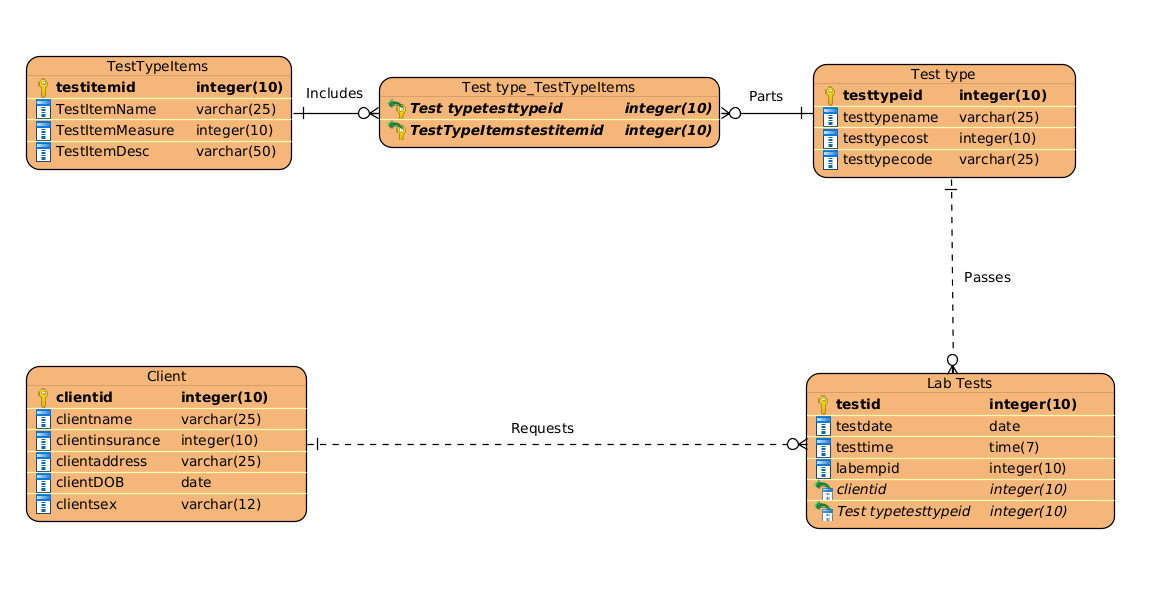 TestTypeItems
testitemid integer(10)
TestItemName varchar(25)
TestItemMeasure integer(10)
TestItemDesc varchar(50)
Includes
Test type_TestTypeItems
Test typetesttypeid integer(10)
TestTypeItemstestitemid integer(10)
Parts
Test type
testtypeid integer(10)
testtypename varchar(25)
testtypecost integer(10)
testtypecode varchar(25)
Passes
Client
clientid integer(10)
clientname varchar(25)
clientinsurance integer(10)
clientaddress varchar(25)
clientDOB date
clientsex varchar(12)
Requests
Lab Tests
testid integer(10)
testdate date
testtime time(7)
labempid integer(10)
clientid integer(10)
Test typetesttypeid integer(10)